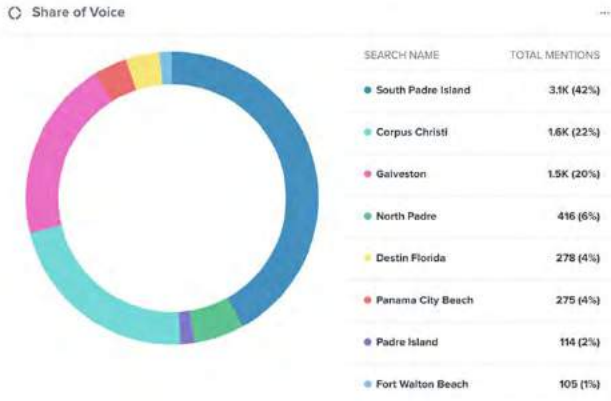 Share of Voice
SEARCH NAME TOTAL MENTIONS
South Padre Island 3.1K (42%)
Corpus Christi 1.6K (22%)
Galveston 1.5K (20%)
North Padre 416 (6%)
Destin Florida 278 (4%)
Panama City Beach 275 (4%)
Padre Island 114 (2%)
Fort Walton Beach 105 (1%)